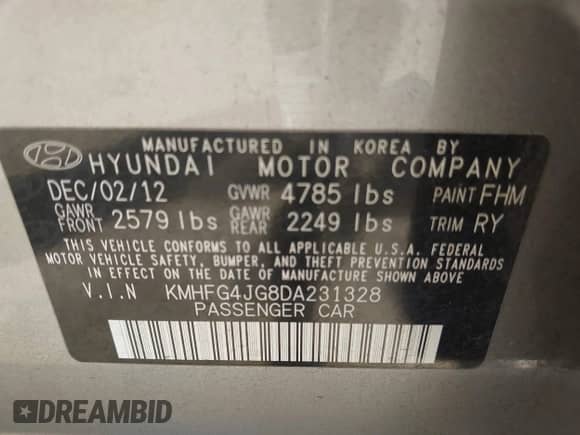 MANUFACTURED IN KOREA BY
HYUNDAI MOTOR COMPANY
DEC/02/12 GVWR 4785 lbs PAINT FHM
GAWR FRONT 2579 lbs GAWR REAR 2249 lbs TRIM RY
THIS VEHICLE CONFORMS TO ALL APPLICABLE U.S.A. FEDERAL
MOTOR VEHICLE SAFETY, BUMPER, AND THEFT PREVENTION STANDARDS
IN EFFECT ON THE DATE OF MANUFACTURE SHOWN ABOVE
V.I.N KMHFG4JG8DA231328
PASSENGER CAR
DREAMBID